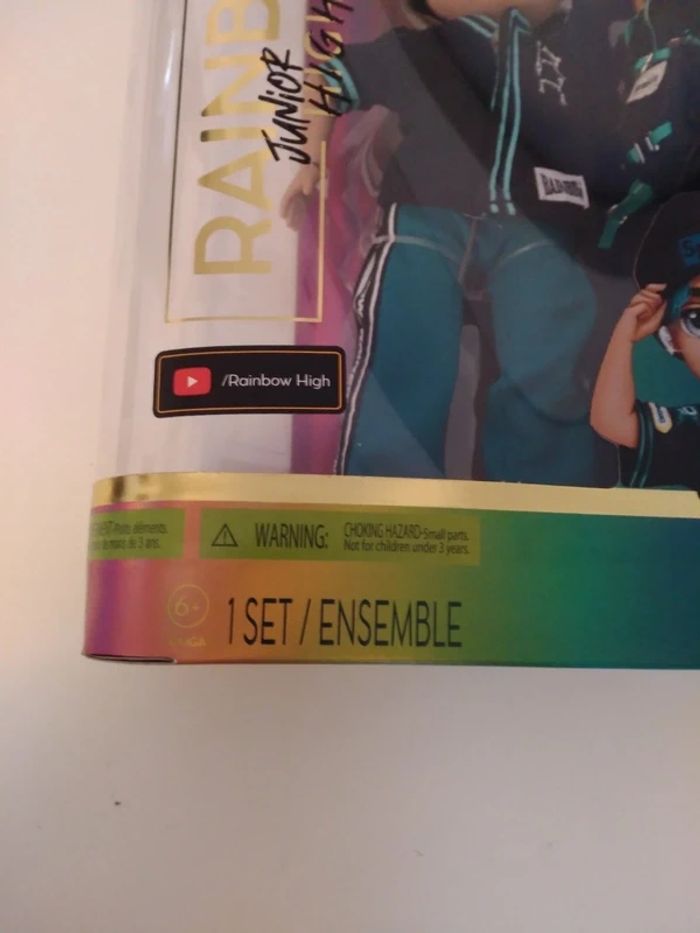 RAINB
JUNIOR
HIGH
/Rainbow High
WARNING:
CHOKING HAZARD-Small parts.
Not for children under 3 years.
6+
MGA
1 SET / ENSEMBLE